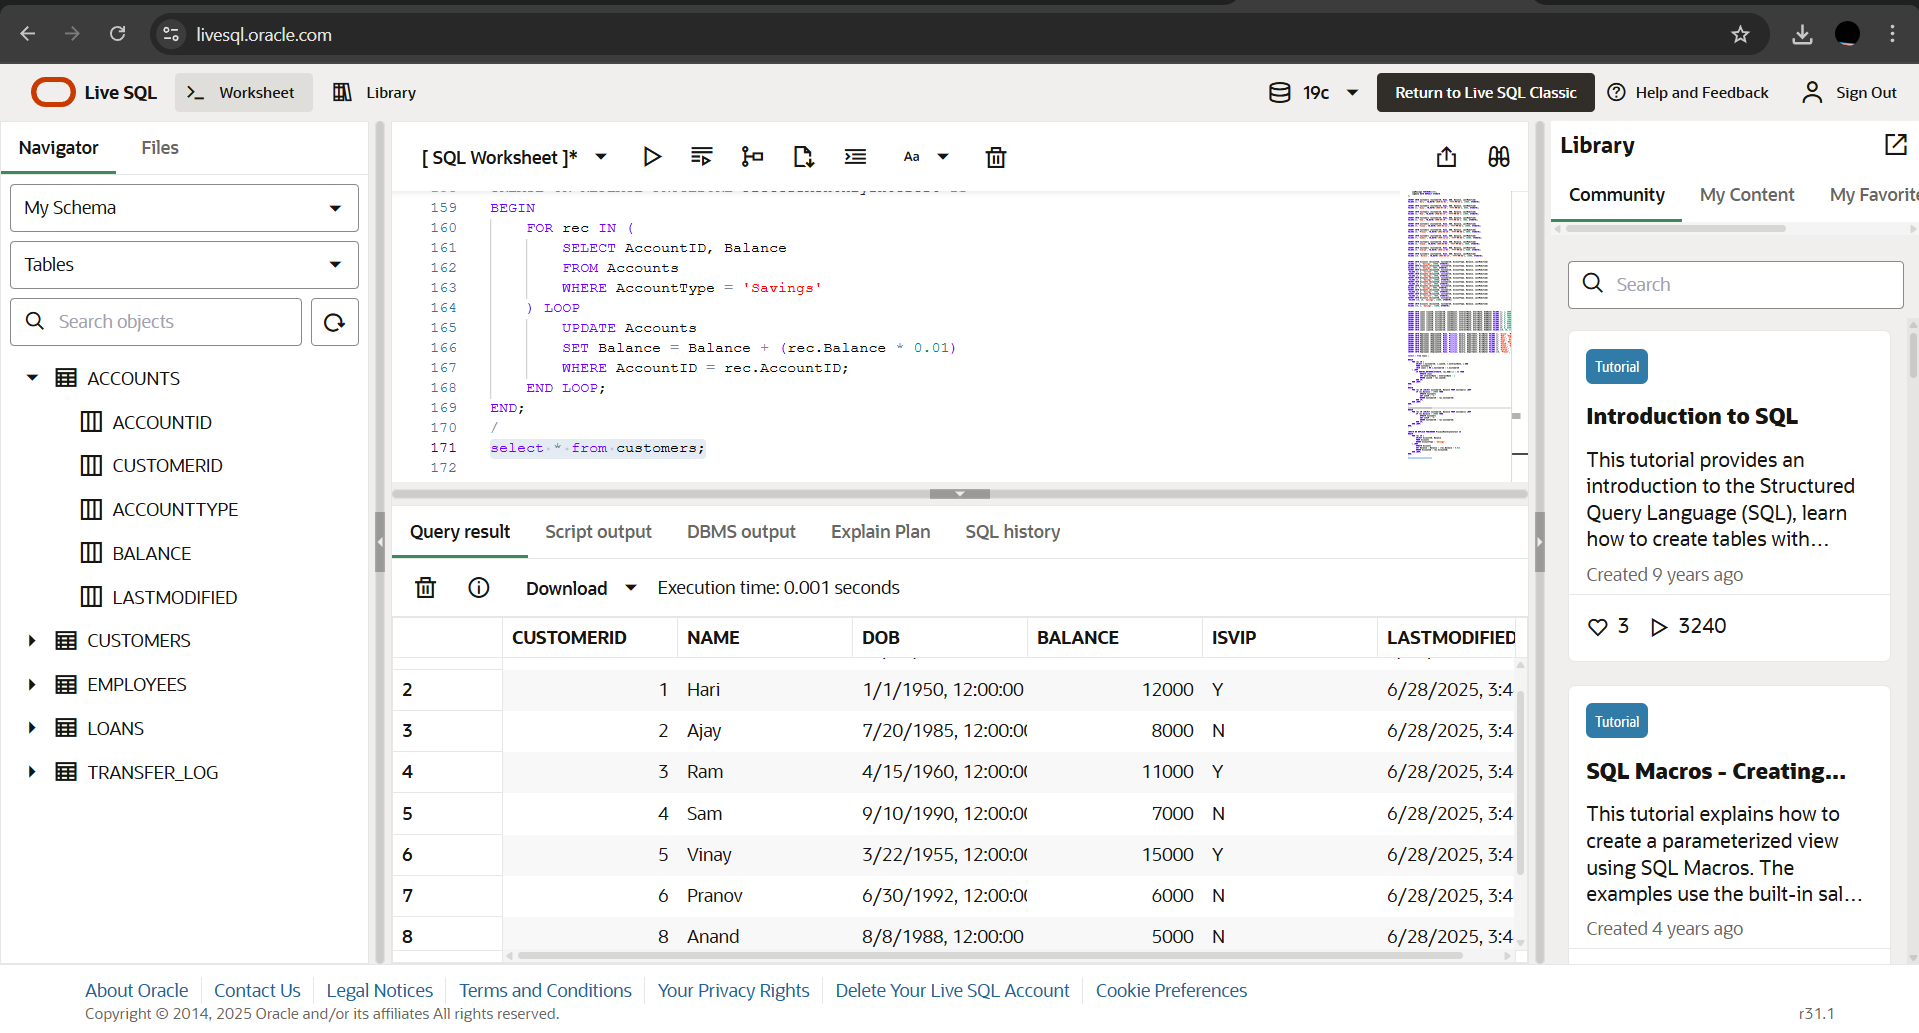 livesql.oracle.com
Live SQL
Worksheet
Library
19c
Return to Live SQL Classic
Help and Feedback
Sign Out
Navigator
Files
My Schema
Tables
Search objects
ACCOUNTS
ACCOUNTID
CUSTOMERID
ACCOUNTTYPE
BALANCE
LASTMODIFIED
CUSTOMERS
EMPLOYEES
LOANS
TRANSFER_LOG
[ SQL Worksheet ]*
Aa
159 BEGIN
160 FOR rec IN (
161 SELECT AccountID, Balance
162 FROM Accounts
163 WHERE AccountType = 'Savings'
164 ) LOOP
165 UPDATE Accounts
166 SET Balance = Balance + (rec.Balance * 0.01)
167 WHERE AccountID = rec.AccountID;
168 END LOOP;
169 END;
170 /
171 select * from customers;
172
Query result
Script output
DBMS output
Explain Plan
SQL history
Download
Execution time: 0.001 seconds
CUSTOMERID NAME DOB BALANCE ISVIP LASTMODIFIED
2 1 Hari 1/1/1950, 12:00:00 12000 Y 6/28/2025, 3:4
3 2 Ajay 7/20/1985, 12:00:00 8000 N 6/28/2025, 3:4
4 3 Ram 4/15/1960, 12:00:00 11000 Y 6/28/2025, 3:4
5 4 Sam 9/10/1990, 12:00:00 7000 N 6/28/2025, 3:4
6 5 Vinay 3/22/1955, 12:00:00 15000 Y 6/28/2025, 3:4
7 6 Pranov 6/30/1992, 12:00:00 6000 N 6/28/2025, 3:4
8 8 Anand 8/8/1988, 12:00:00 5000 N 6/28/2025, 3:4
Library
Community
My Content
My Favorite
Search
Tutorial
Introduction to SQL
This tutorial provides an
introduction to the Structured
Query Language (SQL), learn
how to create tables with...
Created 9 years ago
3 3240
Tutorial
SQL Macros - Creating...
This tutorial explains how to
create a parameterized view
using SQL Macros. The
examples use the built-in sal...
Created 4 years ago
About Oracle
Contact Us
Legal Notices
Terms and Conditions
Your Privacy Rights
Delete Your Live SQL Account
Cookie Preferences
Copyright © 2014, 2025 Oracle and/or its affiliates All rights reserved.
r31.1